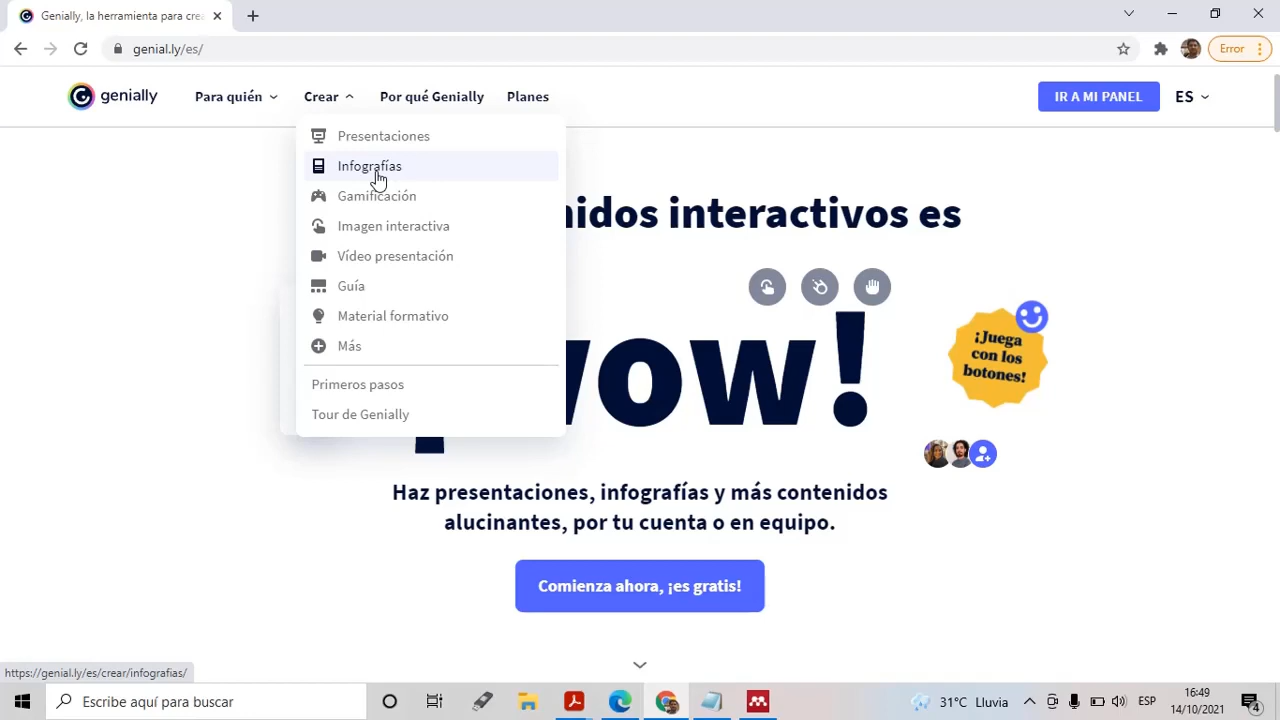 Genially, la herramienta para crea
genial.ly/es/
Error
genially
Para quién
Crear
Por qué Genially
Planes
IR A MI PANEL
ES
Presentaciones
Infografías
Gamificación
Imagen interactiva
Vídeo presentación
Guía
Material formativo
Más
Primeros pasos
Tour de Genially
nidos interactivos es
wow!
¡Juega
con los
botones!
Haz presentaciones, infografías y más contenidos
alucinantes, por tu cuenta o en equipo.
Comienza ahora, ¡es gratis!
https://genial.ly/es/crear/infografias/
Escribe aquí para buscar
31°C Lluvia
ESP
16:49
14/10/2021
4